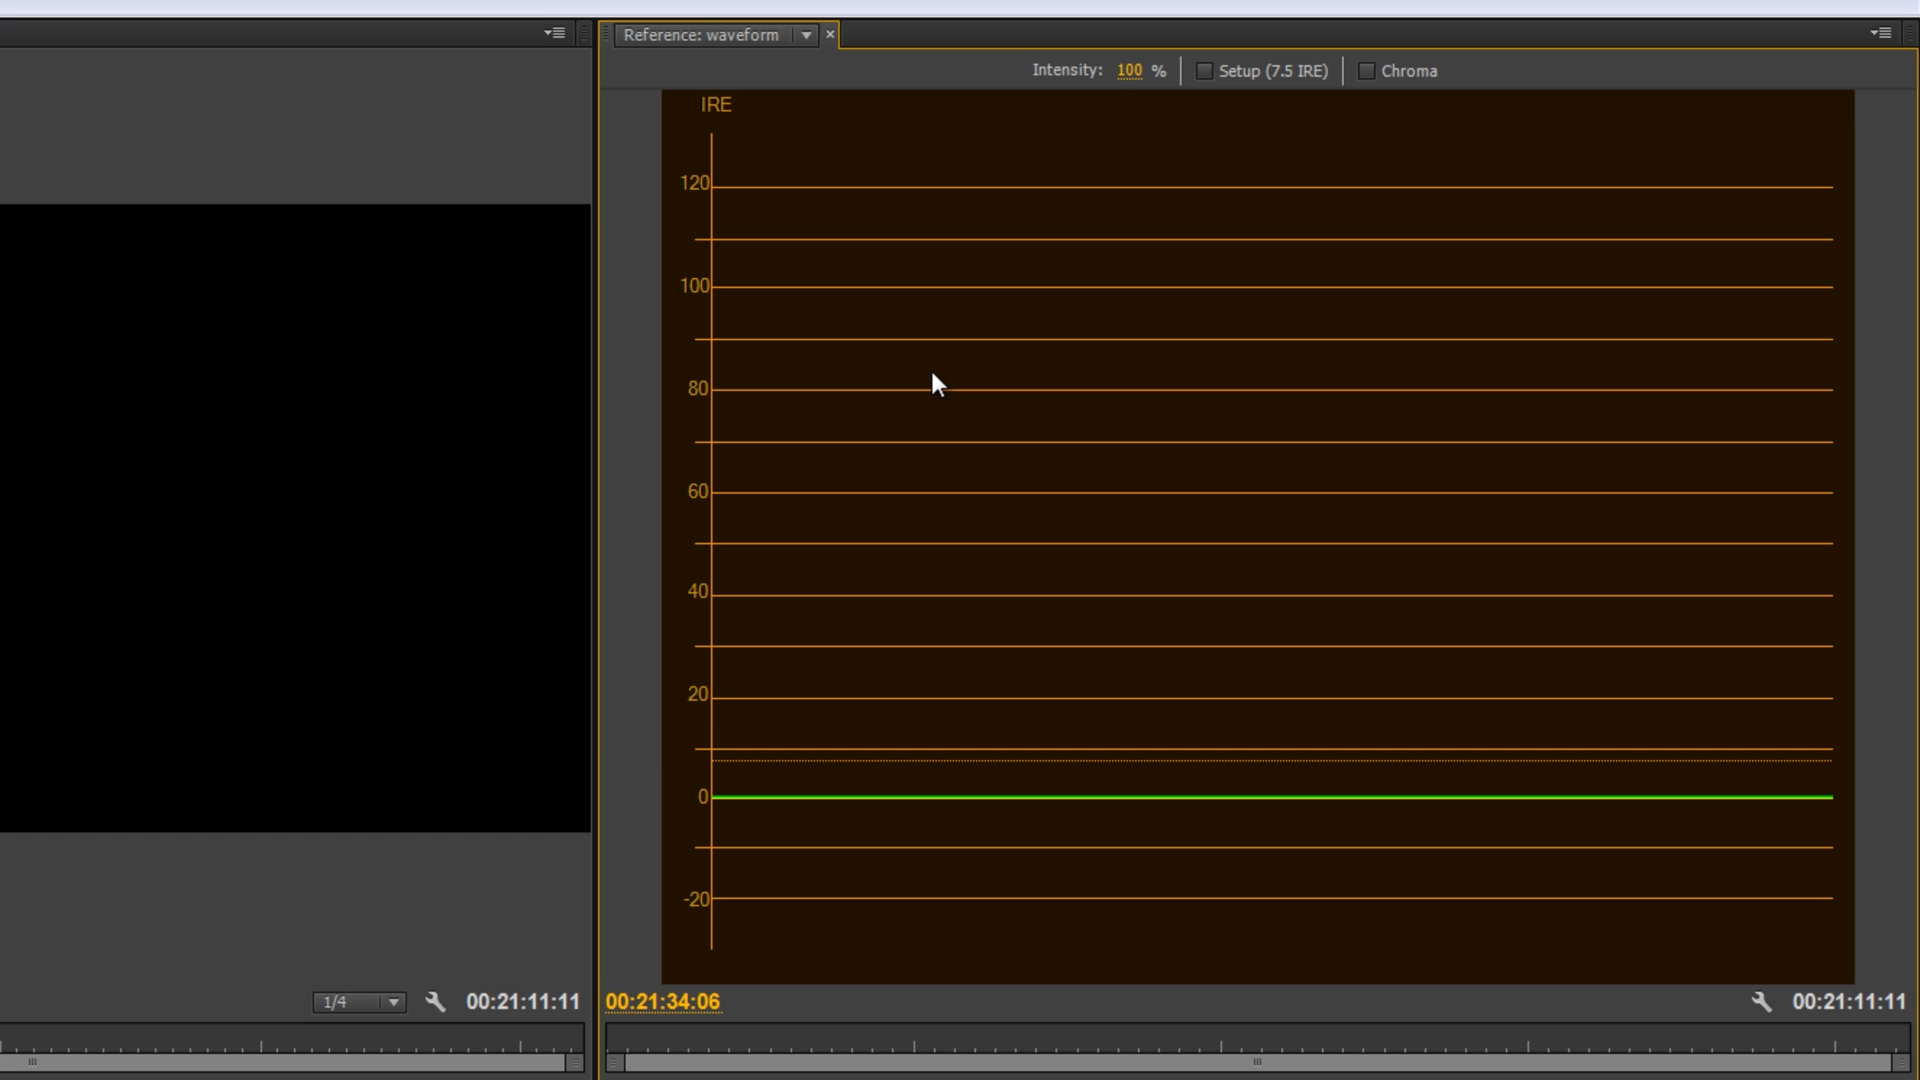 Reference: waveform
Intensity: 100 % Setup (7.5 IRE) Chroma
IRE
120
100
80
60
40
20
0
-20
1/4 00:21:11:11 00:21:34:06 00:21:11:11